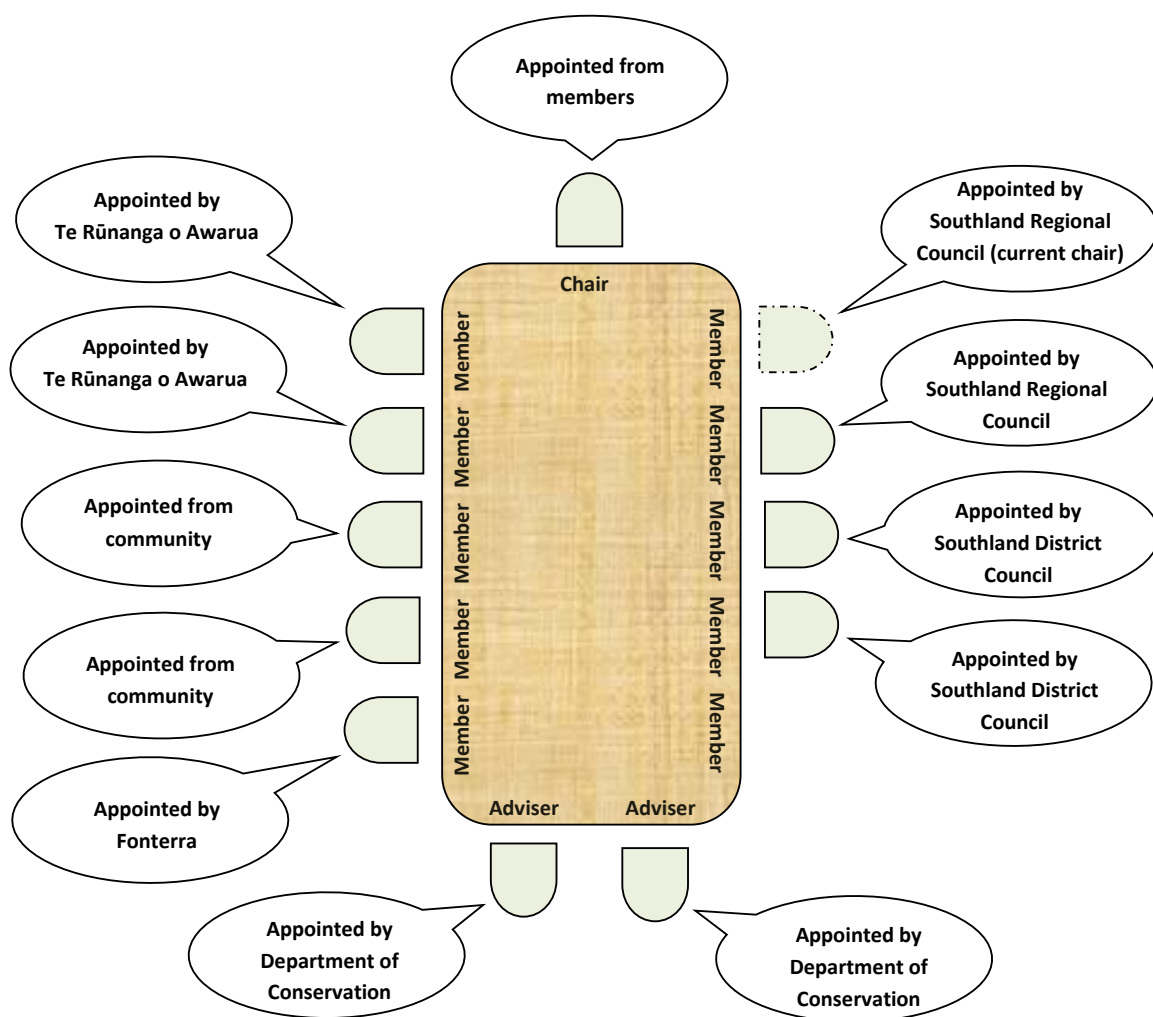 Appointed from
members
Appointed by
Te Rūnanga o Awarua
Appointed by
Southland Regional
Council (current chair)
Chair
Member
Member
Appointed by
Te Rūnanga o Awarua
Appointed by
Southland Regional
Council
Member
Member
Appointed from
community
Appointed by
Southland District
Council
Member
Member
Appointed from
community
Appointed by
Southland District
Council
Member
Member
Appointed by
Fonterra
Member
Member
Adviser
Adviser
Appointed by
Department of
Conservation
Appointed by
Department of
Conservation